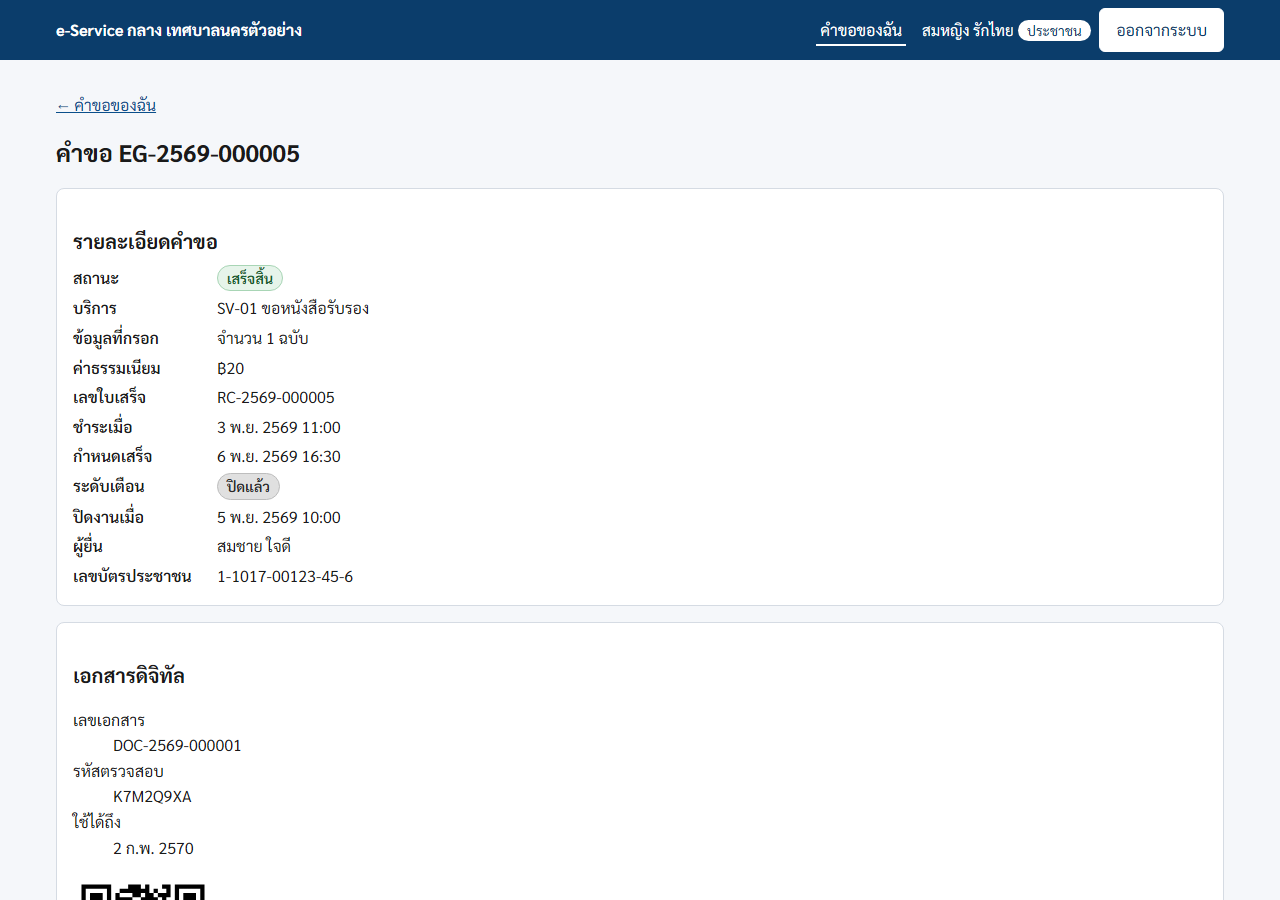 e-Service กลาง เทศบาลนครตัวอย่าง
คำขอของฉัน สมหญิง รักไทย ประชาชน ออกจากระบบ
← คำขอของฉัน
คำขอ EG-2569-000005
รายละเอียดคำขอ
สถานะ เสร็จสิ้น
บริการ SV-01 ขอหนังสือรับรอง
ข้อมูลที่กรอก จำนวน 1 ฉบับ
ค่าธรรมเนียม ฿20
เลขใบเสร็จ RC-2569-000005
ชำระเมื่อ 3 พ.ย. 2569 11:00
กำหนดเสร็จ 6 พ.ย. 2569 16:30
ระดับเตือน ปิดแล้ว
ปิดงานเมื่อ 5 พ.ย. 2569 10:00
ผู้ยื่น สมชาย ใจดี
เลขบัตรประชาชน 1-1017-00123-45-6
เอกสารดิจิทัล
เลขเอกสาร
DOC-2569-000001
รหัสตรวจสอบ
K7M2Q9XA
ใช้ได้ถึง
2 ก.พ. 2570